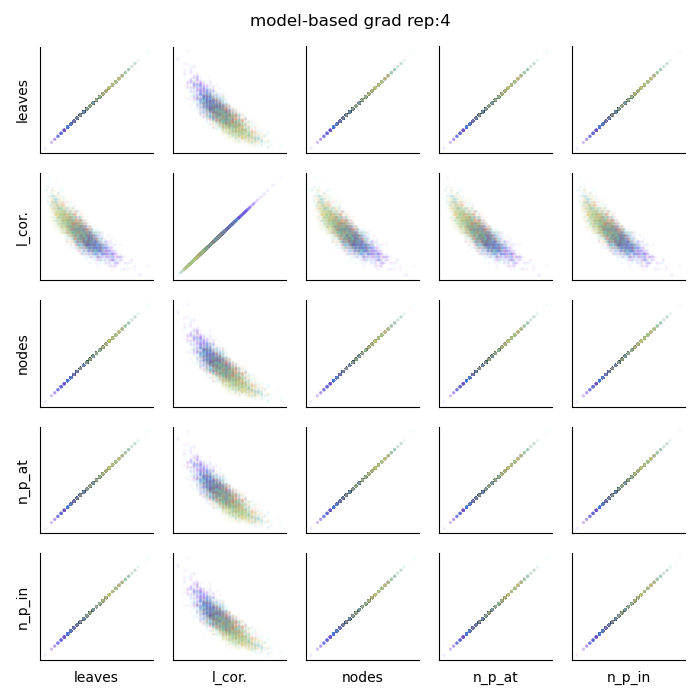 model-based grad rep:4
leaves
l_cor.
nodes
n_p_at
n_p_in
leaves
l_cor.
nodes
n_p_at
n_p_in